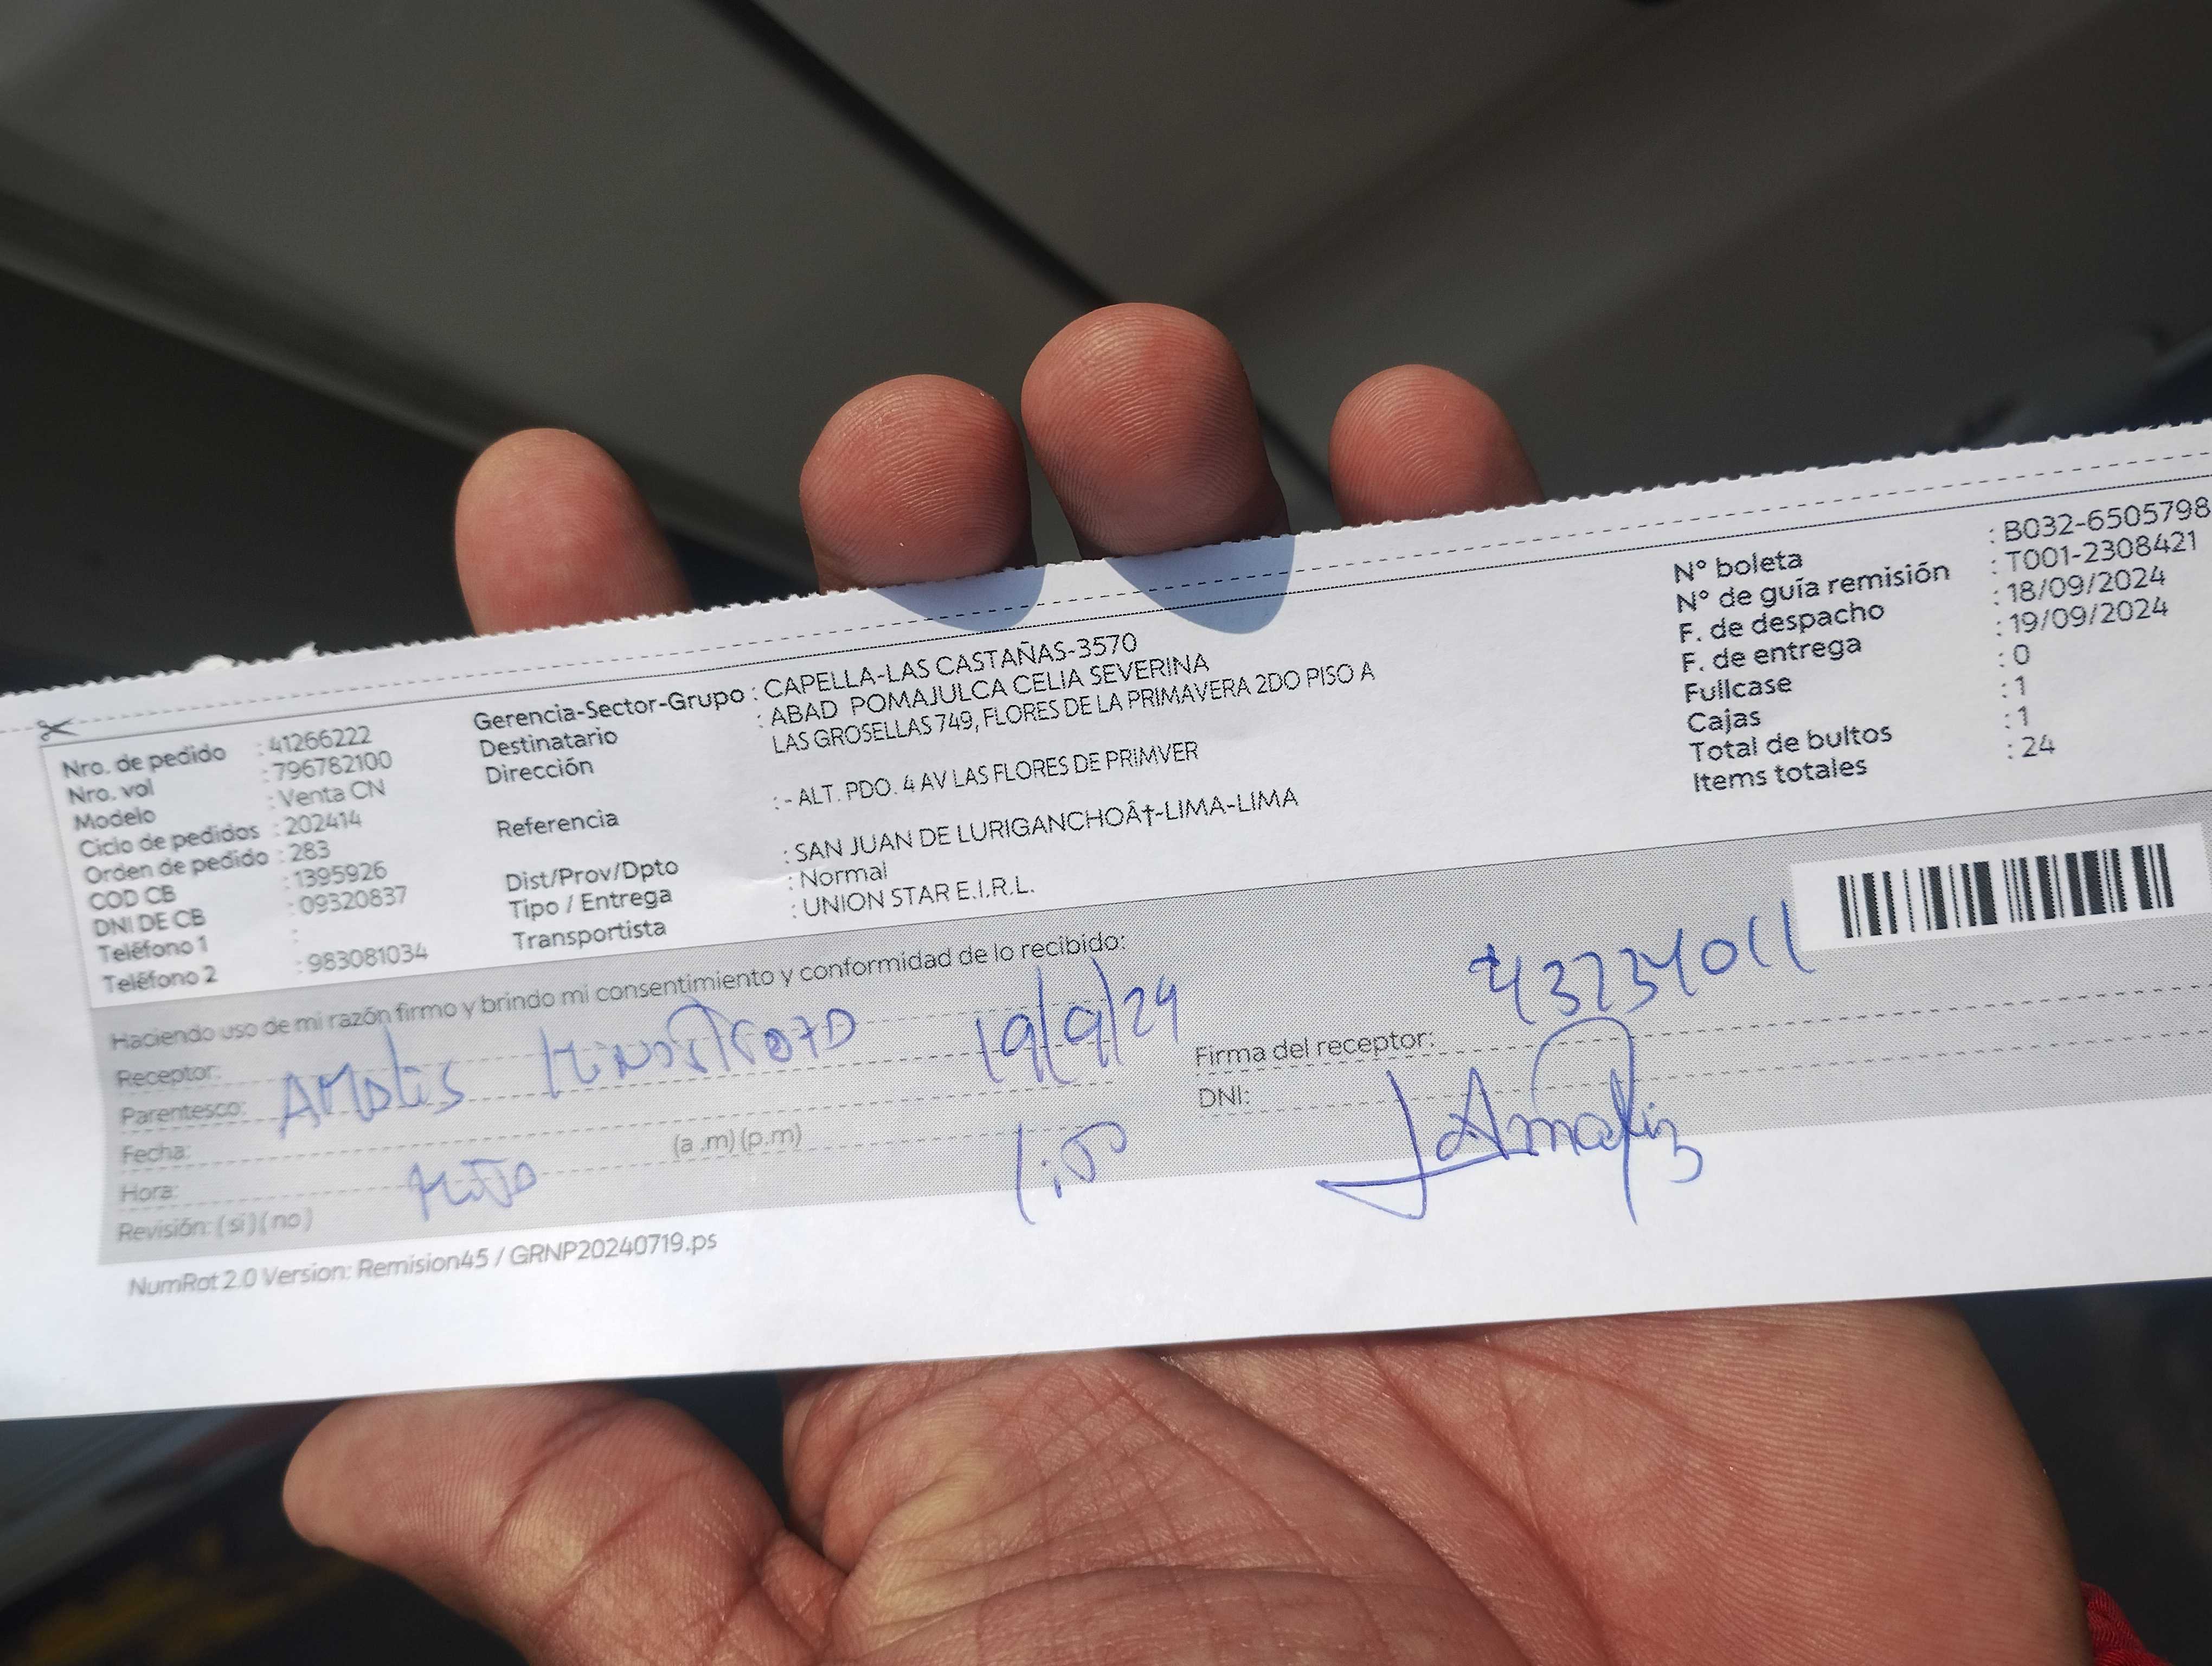 Nro. de pedido : 41266222
Nro. vol : 796782100
Modelo : Venta CN
Ciclo de pedidos : 202414
Orden de pedido : 283
COD CB : 1395926
DNI DE CB : 09320837
Teléfono 1 :
Teléfono 2 : 983081034
Gerencia-Sector-Grupo : CAPELLA-LAS CASTAÑAS-3570
Destinatario : ABAD POMAJULCA CELIA SEVERINA
Dirección LAS GROSELLAS 749, FLORES DE LA PRIMAVERA 2DO PISO A
Referencia : - ALT. PDO. 4 AV LAS FLORES DE PRIMVER
Dist/Prov/Dpto : SAN JUAN DE LURIGANCHOÂ†-LIMA-LIMA
Tipo / Entrega : Normal
Transportista : UNION STAR E.I.R.L.
N° boleta : B032-6505798
N° de guía remisión : T001-2308421
F. de despacho : 18/09/2024
F. de entrega : 19/09/2024
Fullcase : 0
Cajas : 1
Total de bultos : 1
Items totales : 24
Haciendo uso de mi razón firmo y brindo mi consentimiento y conformidad de lo recibido:
Receptor:
Parentesco:
19/9/24
Fecha:
Hora: (a .m) (p.m)
1:00
Revisión: ( si ) ( no )
43234011
Firma del receptor:
DNI:
NumRot 2.0 Version: Remision45 / GRNP20240719.ps